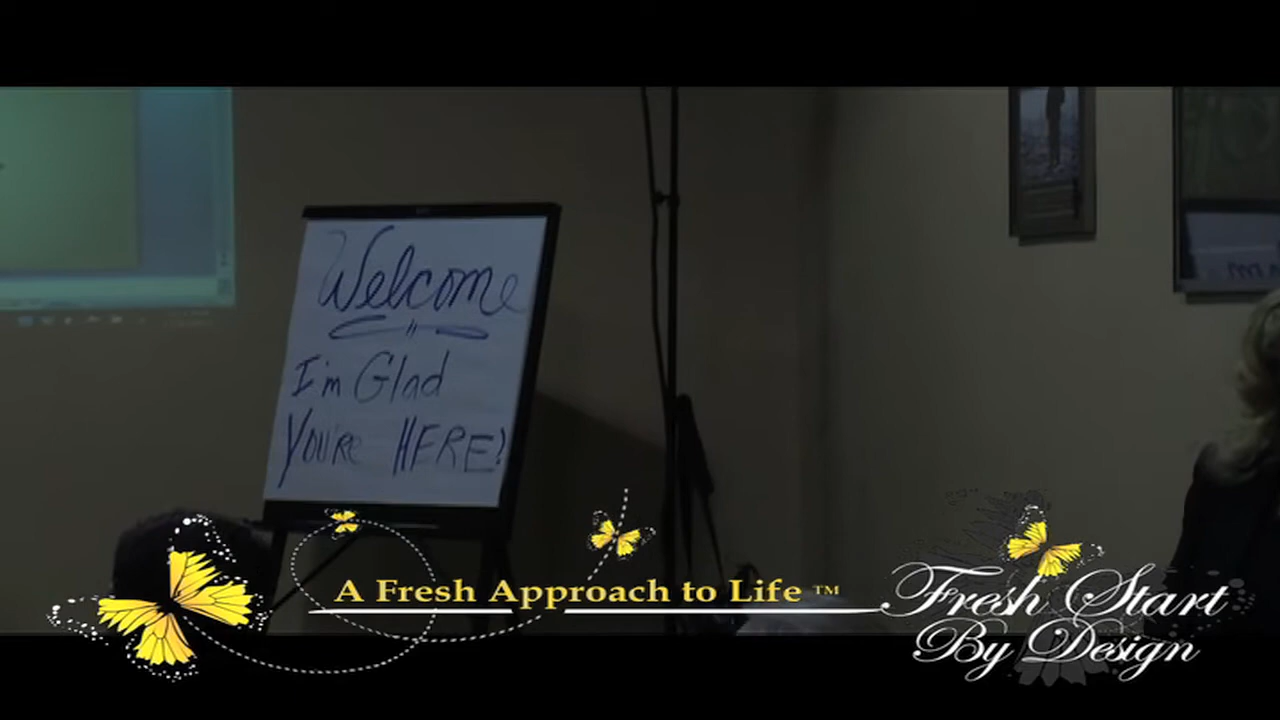 Welcome
I'm Glad
You're HERE!
A Fresh Approach to Life ™
Fresh Start
By Design